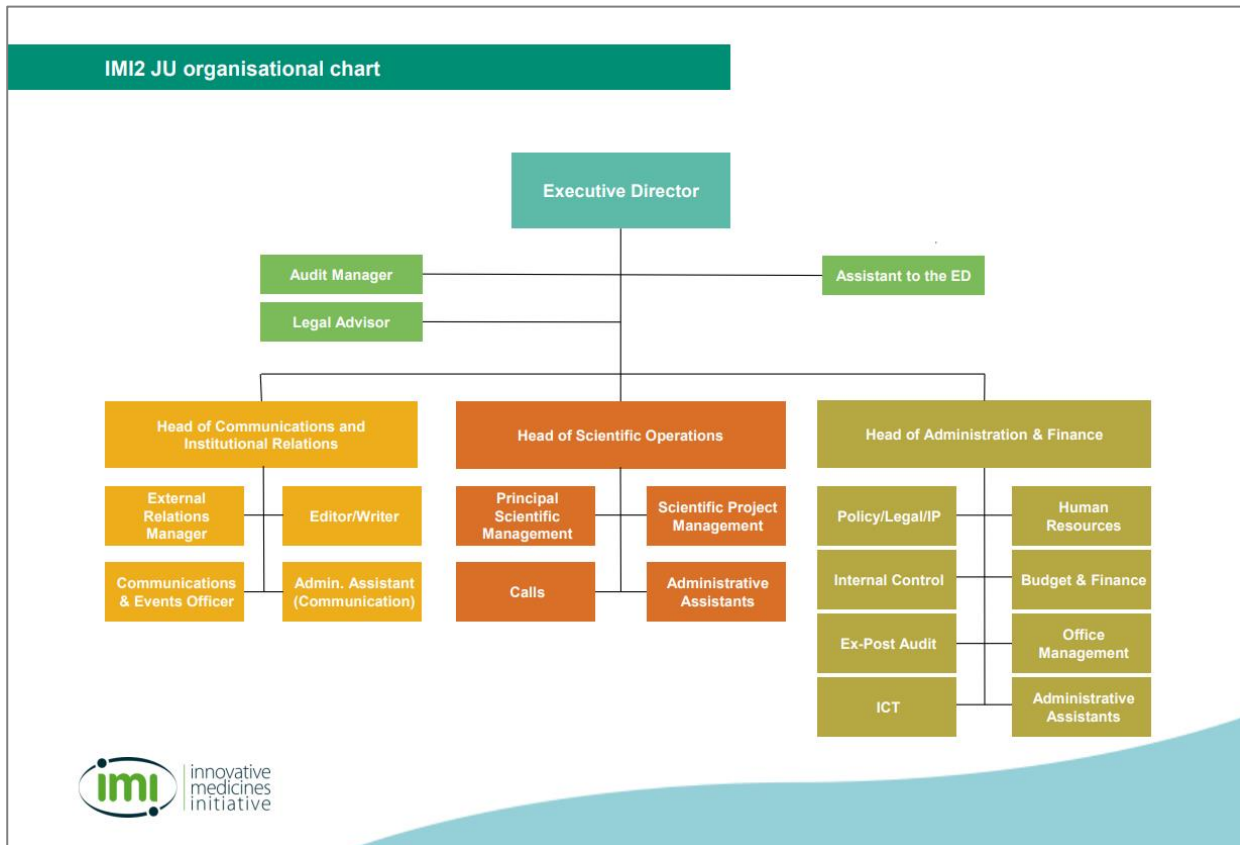 IMI2 JU organisational chart
Executive Director
Audit Manager
Assistant to the ED
Legal Advisor
Head of Communications and
Institutional Relations
Head of Scientific Operations
Head of Administration & Finance
External
Relations
Manager
Editor/Writer
Principal
Scientific
Management
Scientific Project
Management
Policy/Legal/IP
Human
Resources
Communications
& Events Officer
Admin. Assistant
(Communication)
Calls
Administrative
Assistants
Internal Control
Budget & Finance
Ex-Post Audit
Office
Management
ICT
Administrative
Assistants
imi
innovative
medicines
initiative